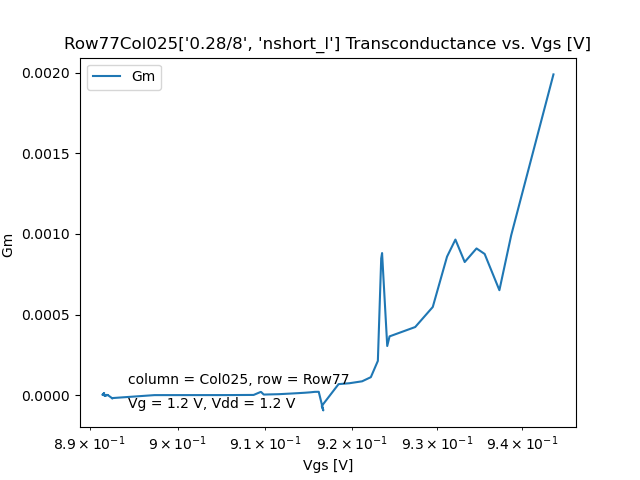 Row77Col025['0.28/8', 'nshort_l'] Transconductance vs. Vgs [V]
Gm
0.0020
0.0015
0.0010
0.0005
0.0000
Gm
column = Col025, row = Row77
Vg = 1.2 V, Vdd = 1.2 V
8.9 × 10⁻¹ 9 × 10⁻¹ 9.1 × 10⁻¹ 9.2 × 10⁻¹ 9.3 × 10⁻¹ 9.4 × 10⁻¹
Vgs [V]